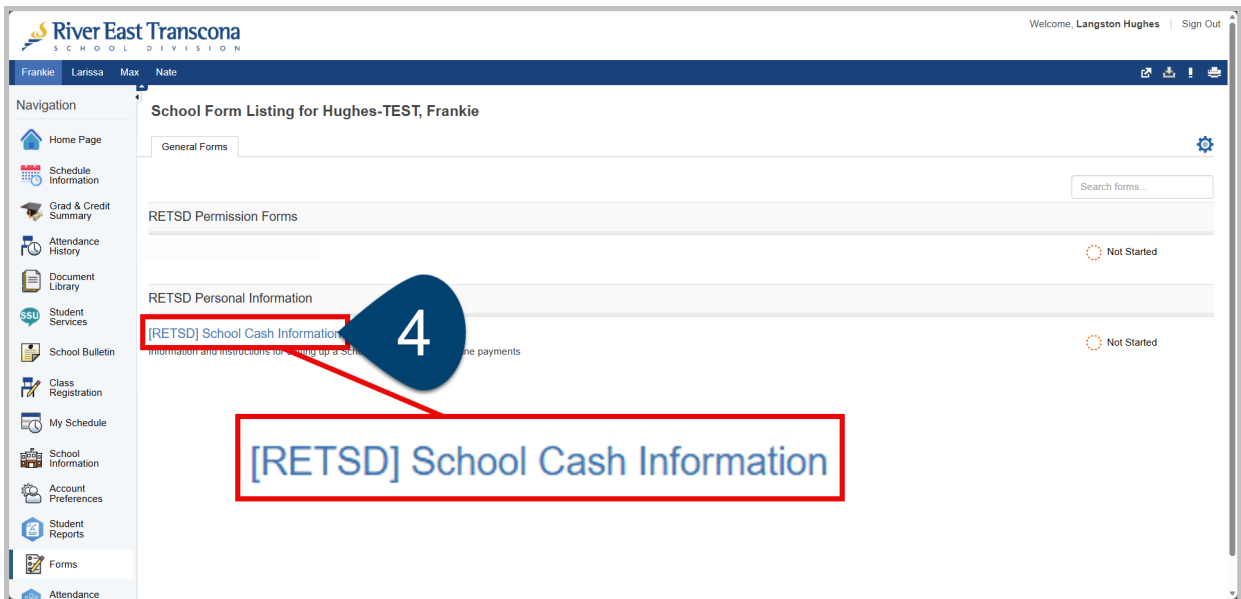 River East Transcona
SCHOOL DIVISION
Welcome, Langston Hughes | Sign Out
Frankie Larissa Max Nate
Navigation
Home Page
Schedule
Information
Grad & Credit
Summary
Attendance
History
Document
Library
SSU
Student
Services
School Bulletin
Class
Registration
My Schedule
School
Information
Account
Preferences
Student
Reports
Forms
Attendance
School Form Listing for Hughes-TEST, Frankie
General Forms
Search forms...
RETSD Permission Forms
Not Started
RETSD Personal Information
[RETSD] School Cash Information
4
Information and instructions for setting up a payments
Not Started
[RETSD] School Cash Information